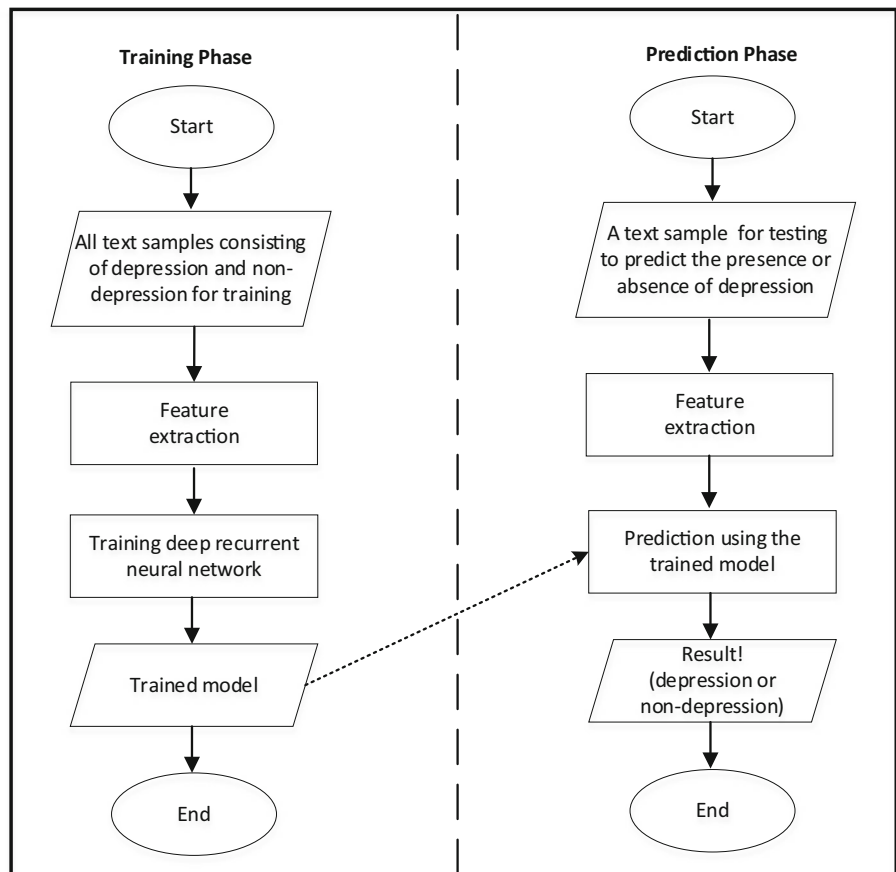 Training Phase
Start
All text samples consisting
of depression and non-
depression for training
Feature
extraction
Training deep recurrent
neural network
Trained model
End
Prediction Phase
Start
A text sample for testing
to predict the presence or
absence of depression
Feature
extraction
Prediction using the
trained model
Result!
(depression or
non-depression)
End